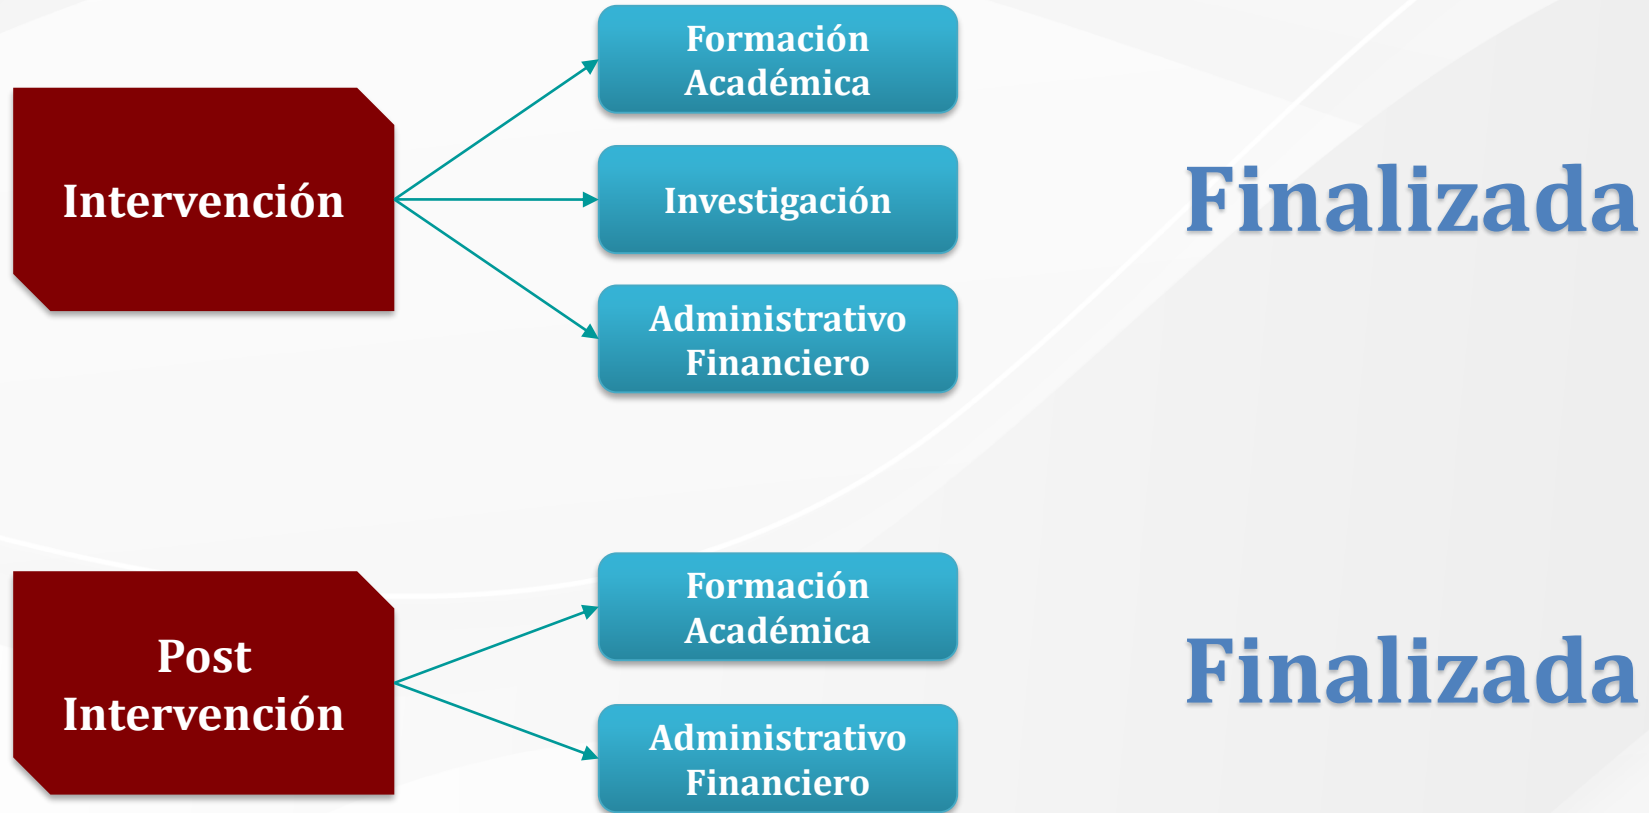 Formación
Académica
Intervención
Investigación
Finalizada
Administrativo
Financiero
Formación
Académica
Post
Intervención
Finalizada
Administrativo
Financiero